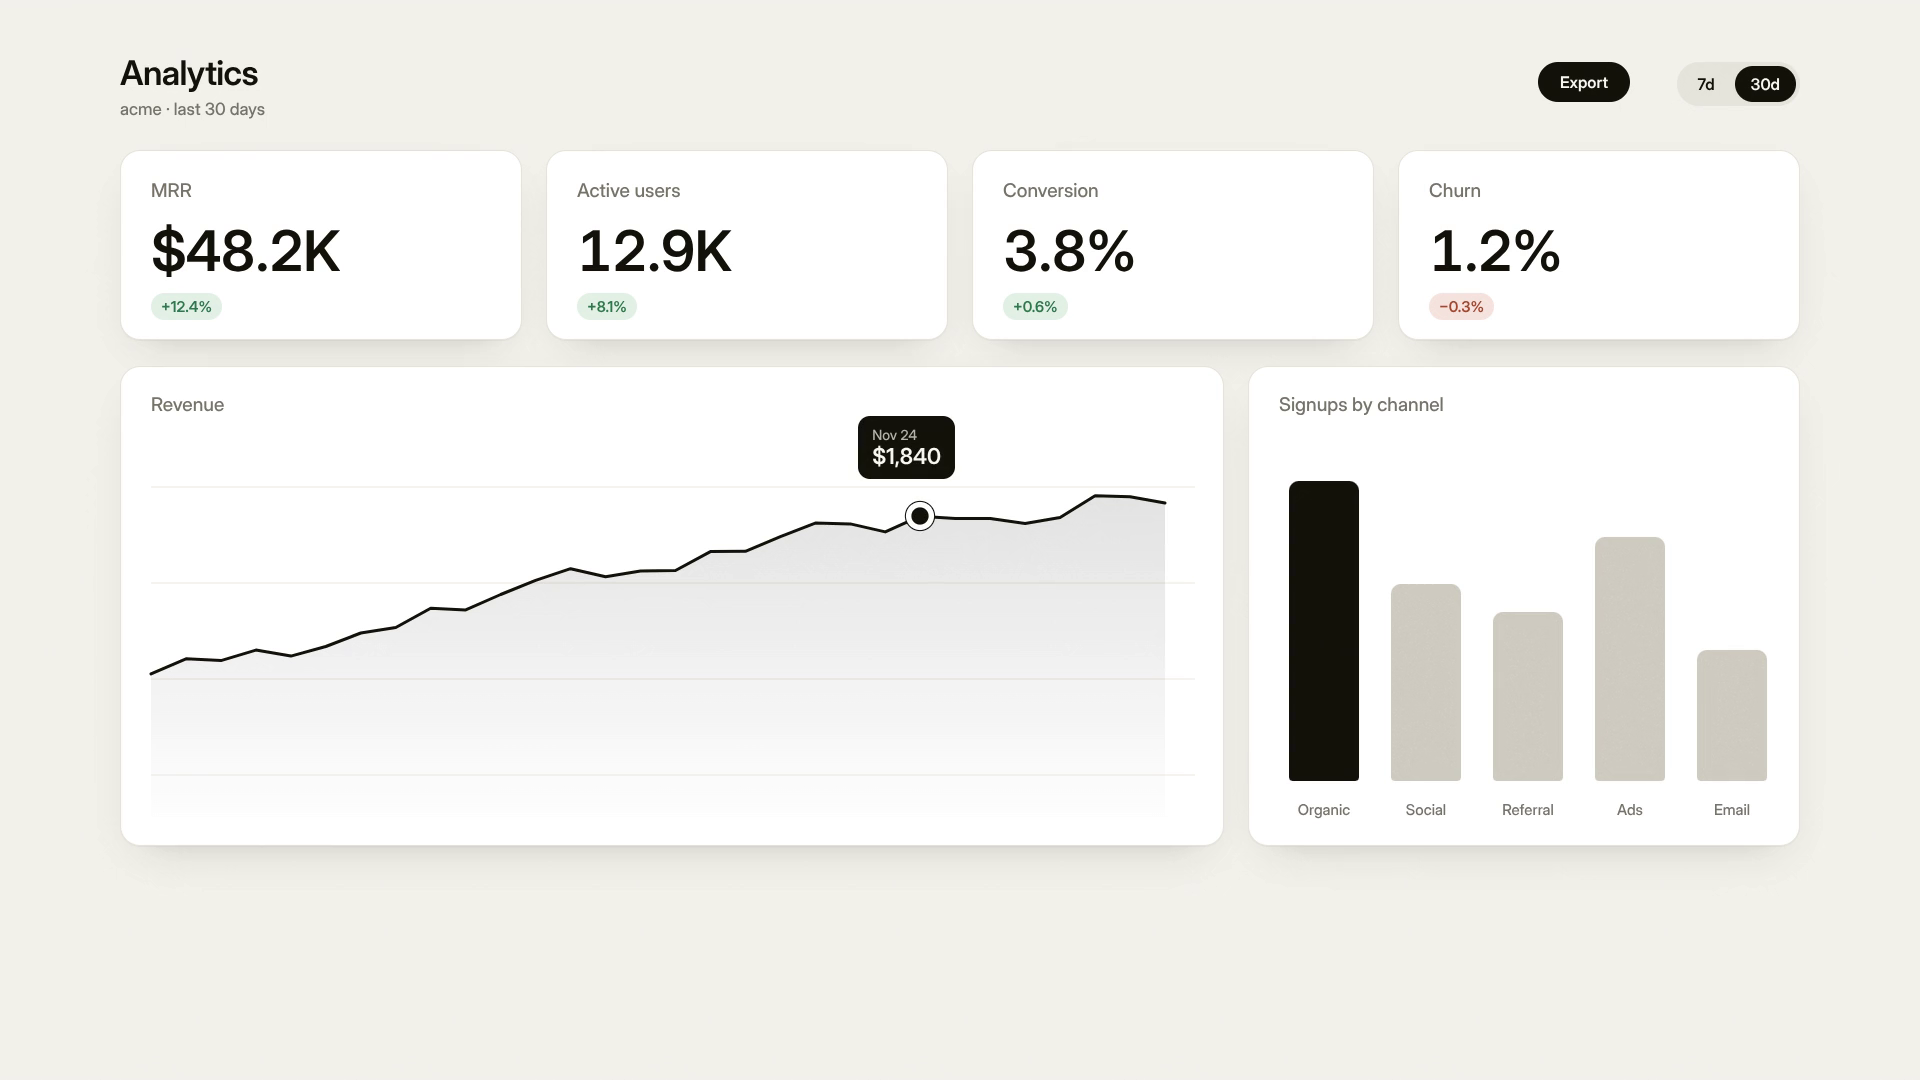 Analytics
acme · last 30 days
Export
7d
30d
MRR
$48.2K
+12.4%
Active users
12.9K
+8.1%
Conversion
3.8%
+0.6%
Churn
1.2%
−0.3%
Revenue
Nov 24
$1,840
Signups by channel
Organic
Social
Referral
Ads
Email